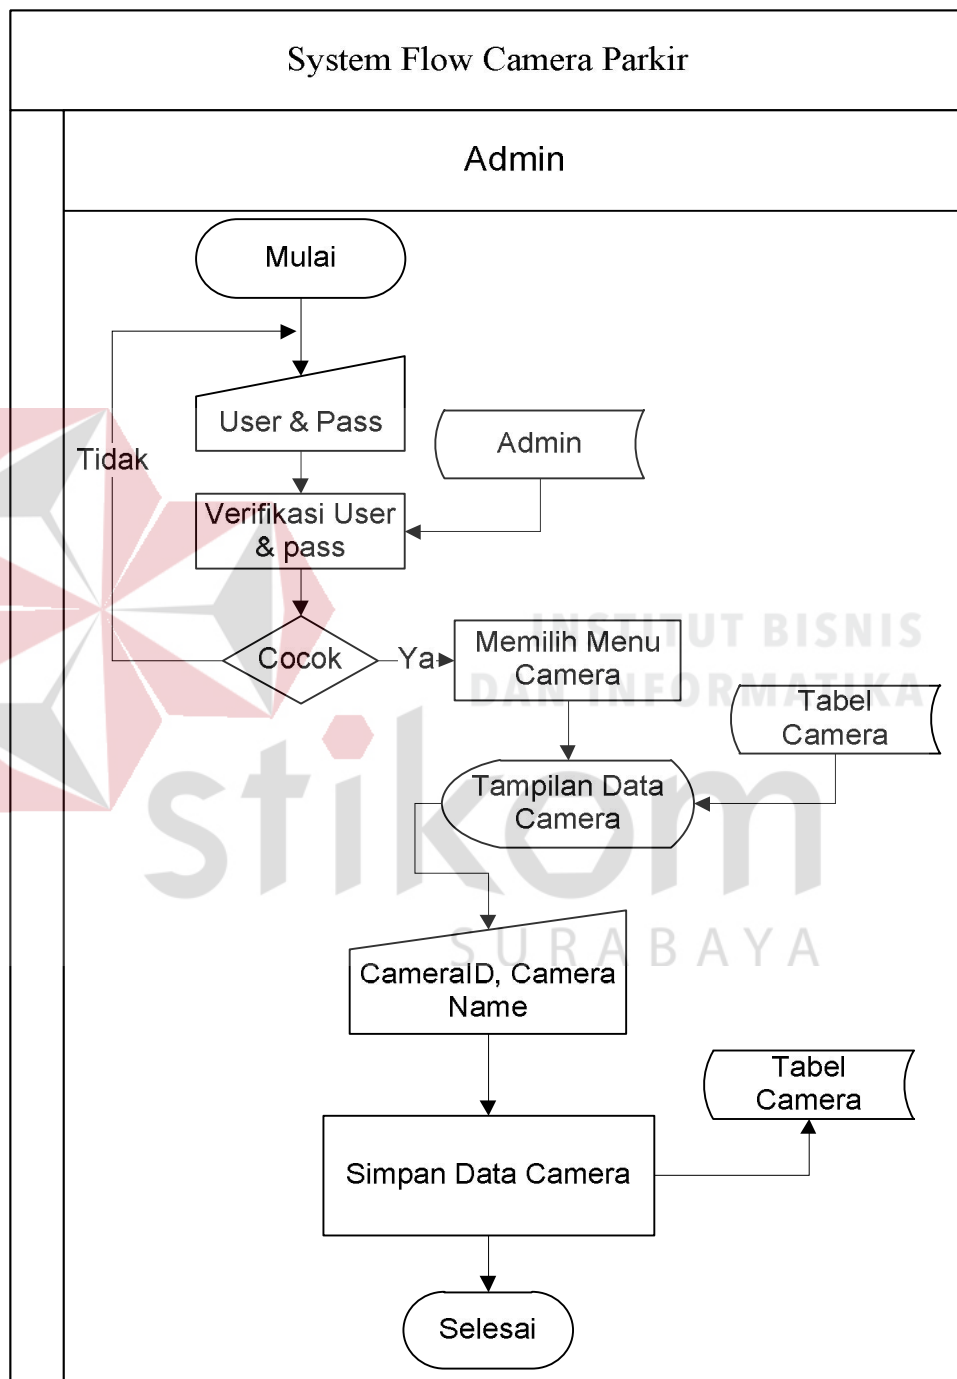 System Flow Camera Parkir
Admin
Mulai
User & Pass
Admin
Tidak
Verifikasi User
& pass
Cocok
Ya
Memilih Menu
Camera
INSTITUT BISNIS
DAN INFORMATIKA
Tabel
Camera
Tampilan Data
Camera
stikom
SURABAYA
CameraID, Camera
Name
Tabel
Camera
Simpan Data Camera
Selesai